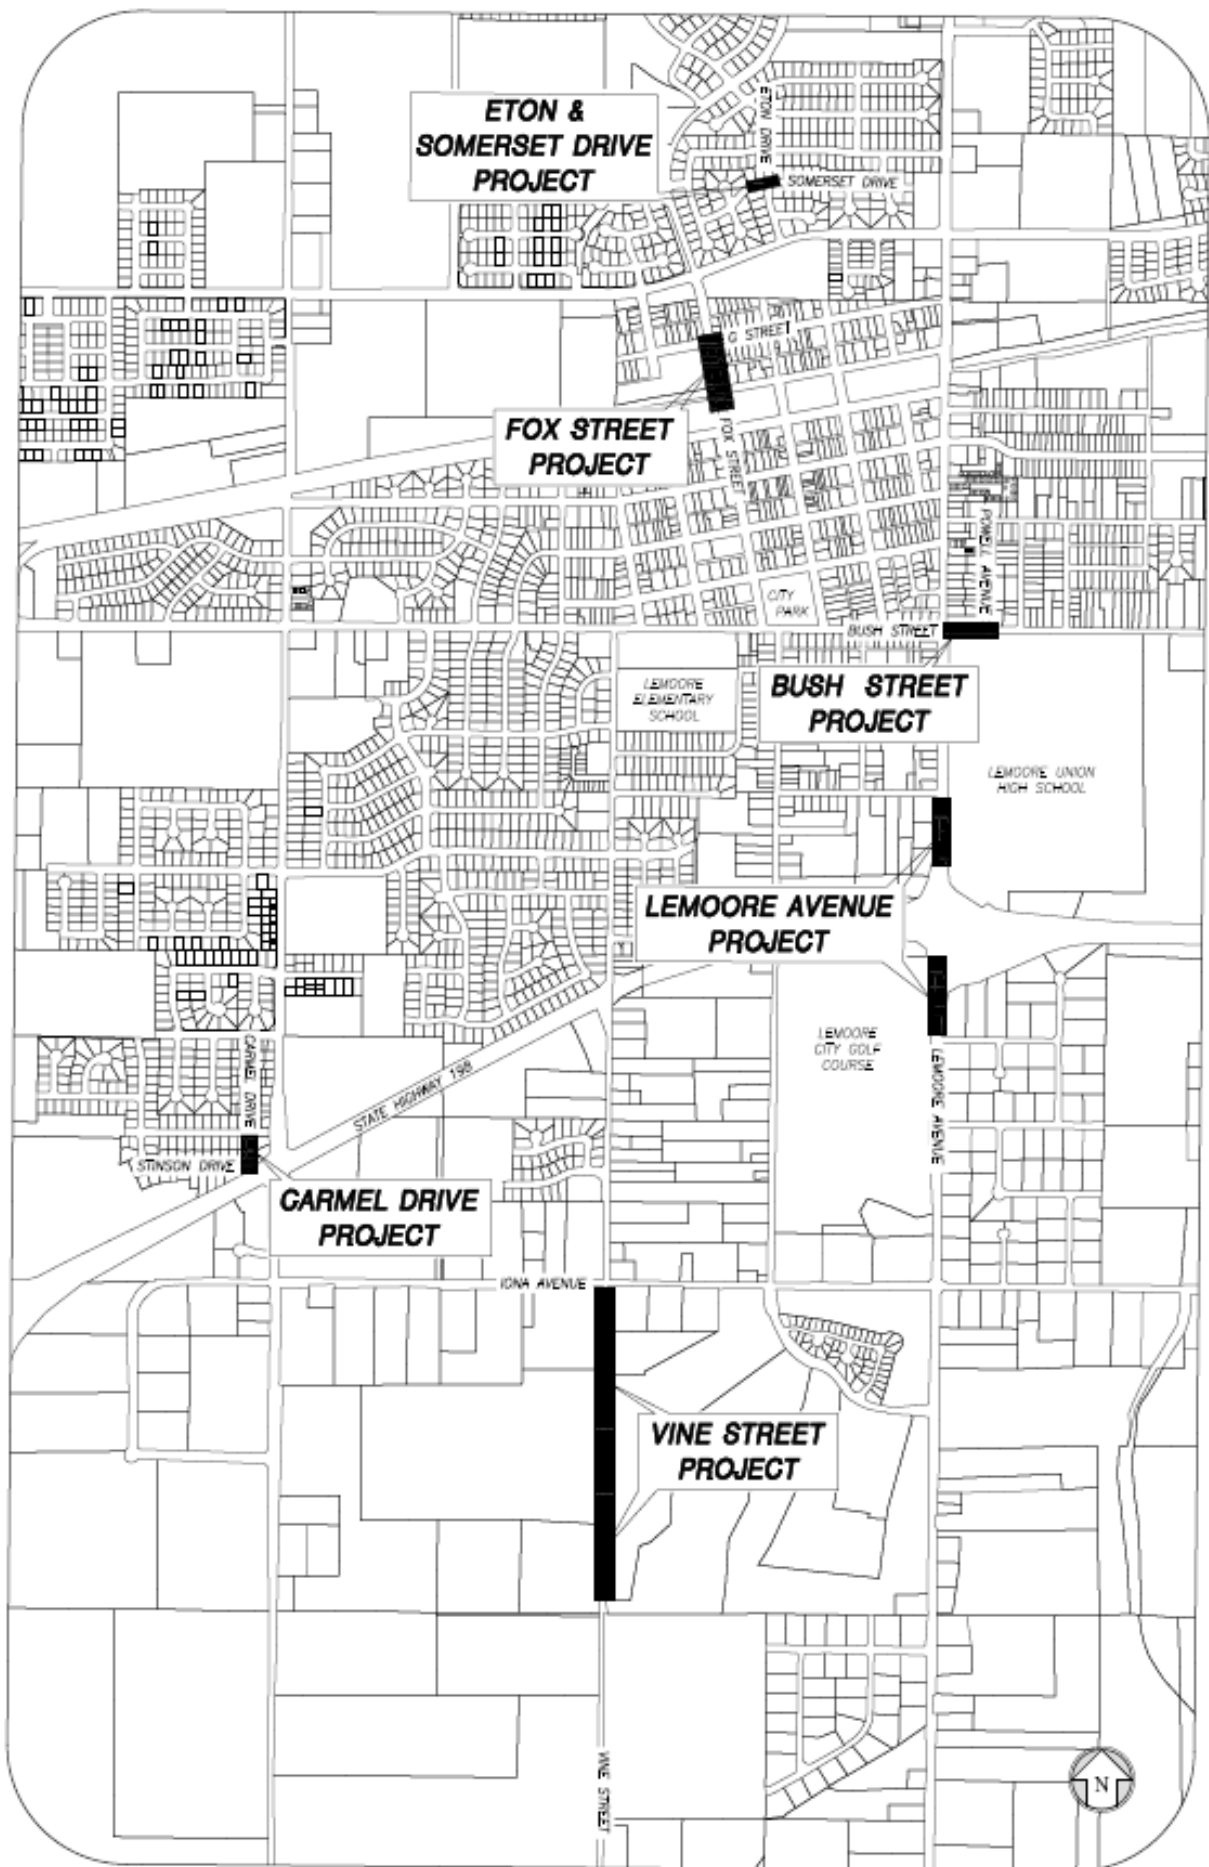 ETON &
SOMERSET DRIVE
PROJECT
ETON DRIVE
SOMERSET DRIVE
G STREET
FOX STREET
PROJECT
FOX STREET
POWELL AVENUE
CITY
PARK
BUSH STREET
LEMOORE
ELEMENTARY
SCHOOL
BUSH STREET
PROJECT
LEMOORE UNION
HIGH SCHOOL
LEMOORE AVENUE
PROJECT
LEMOORE
CITY GOLF
COURSE
CARMEL DRIVE
STATE HIGHWAY 198
LEMOORE AVENUE
STINSON DRIVE
CARMEL DRIVE
PROJECT
IONA AVENUE
VINE STREET
PROJECT
VINE STREET
N